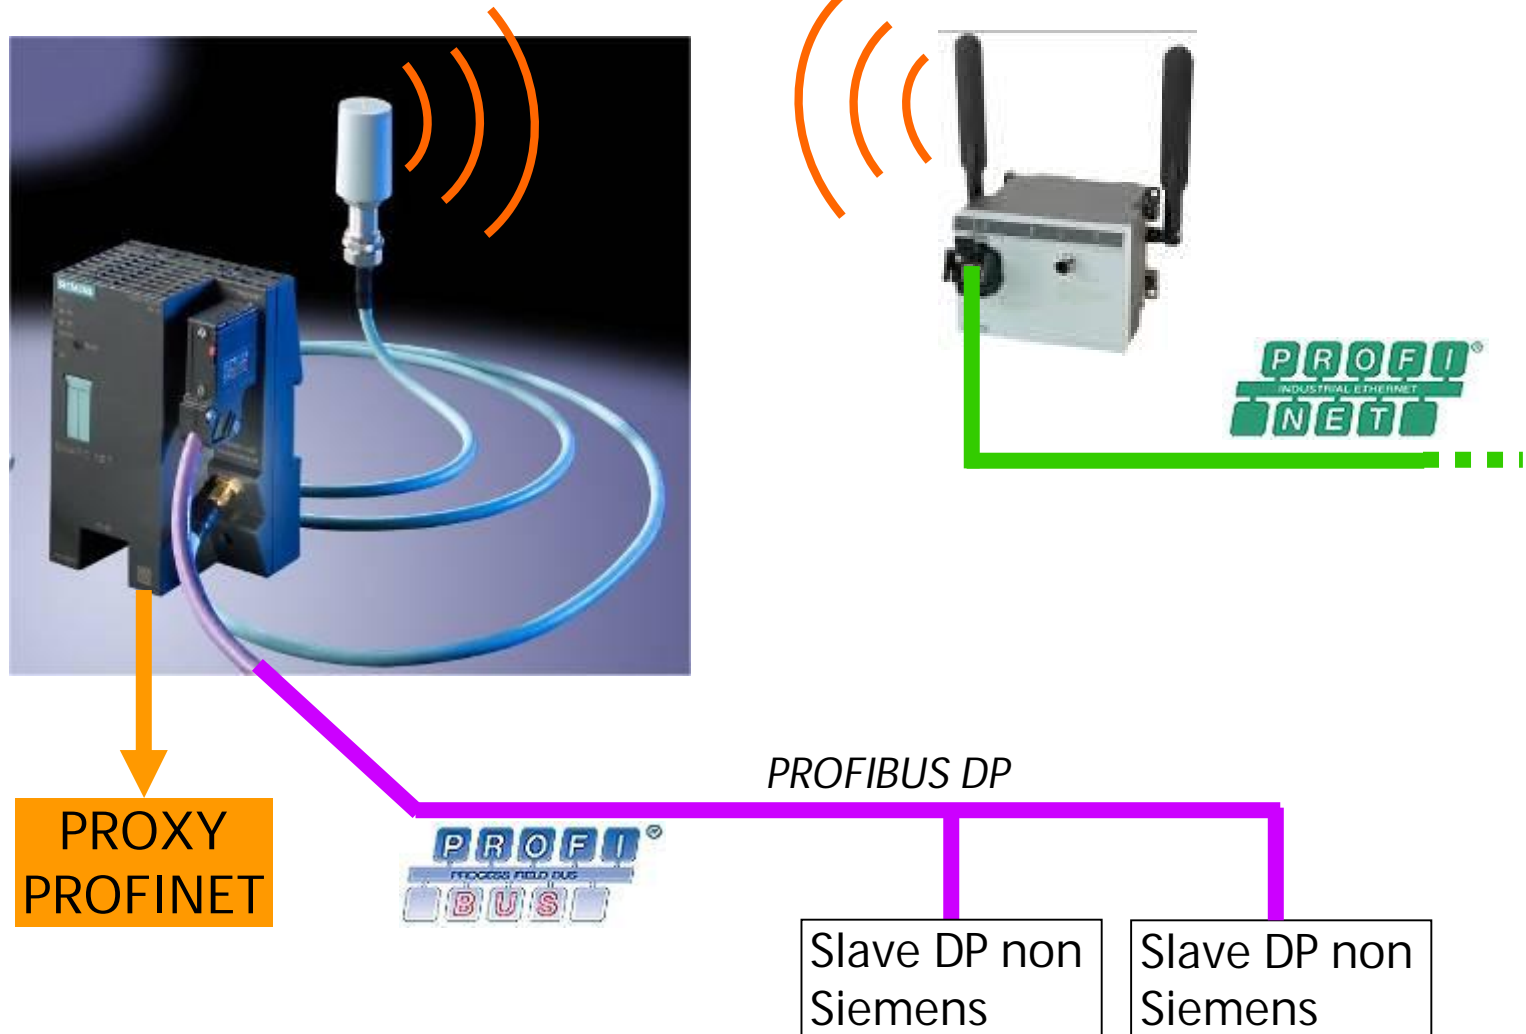 SIEMENS
PROFI®
INDUSTRIAL ETHERNET
NET
PROFIBUS DP
PROXY
PROFINET
PROFI®
PROCESS FIELD BUS
BUS
Slave DP non
Siemens
Slave DP non
Siemens